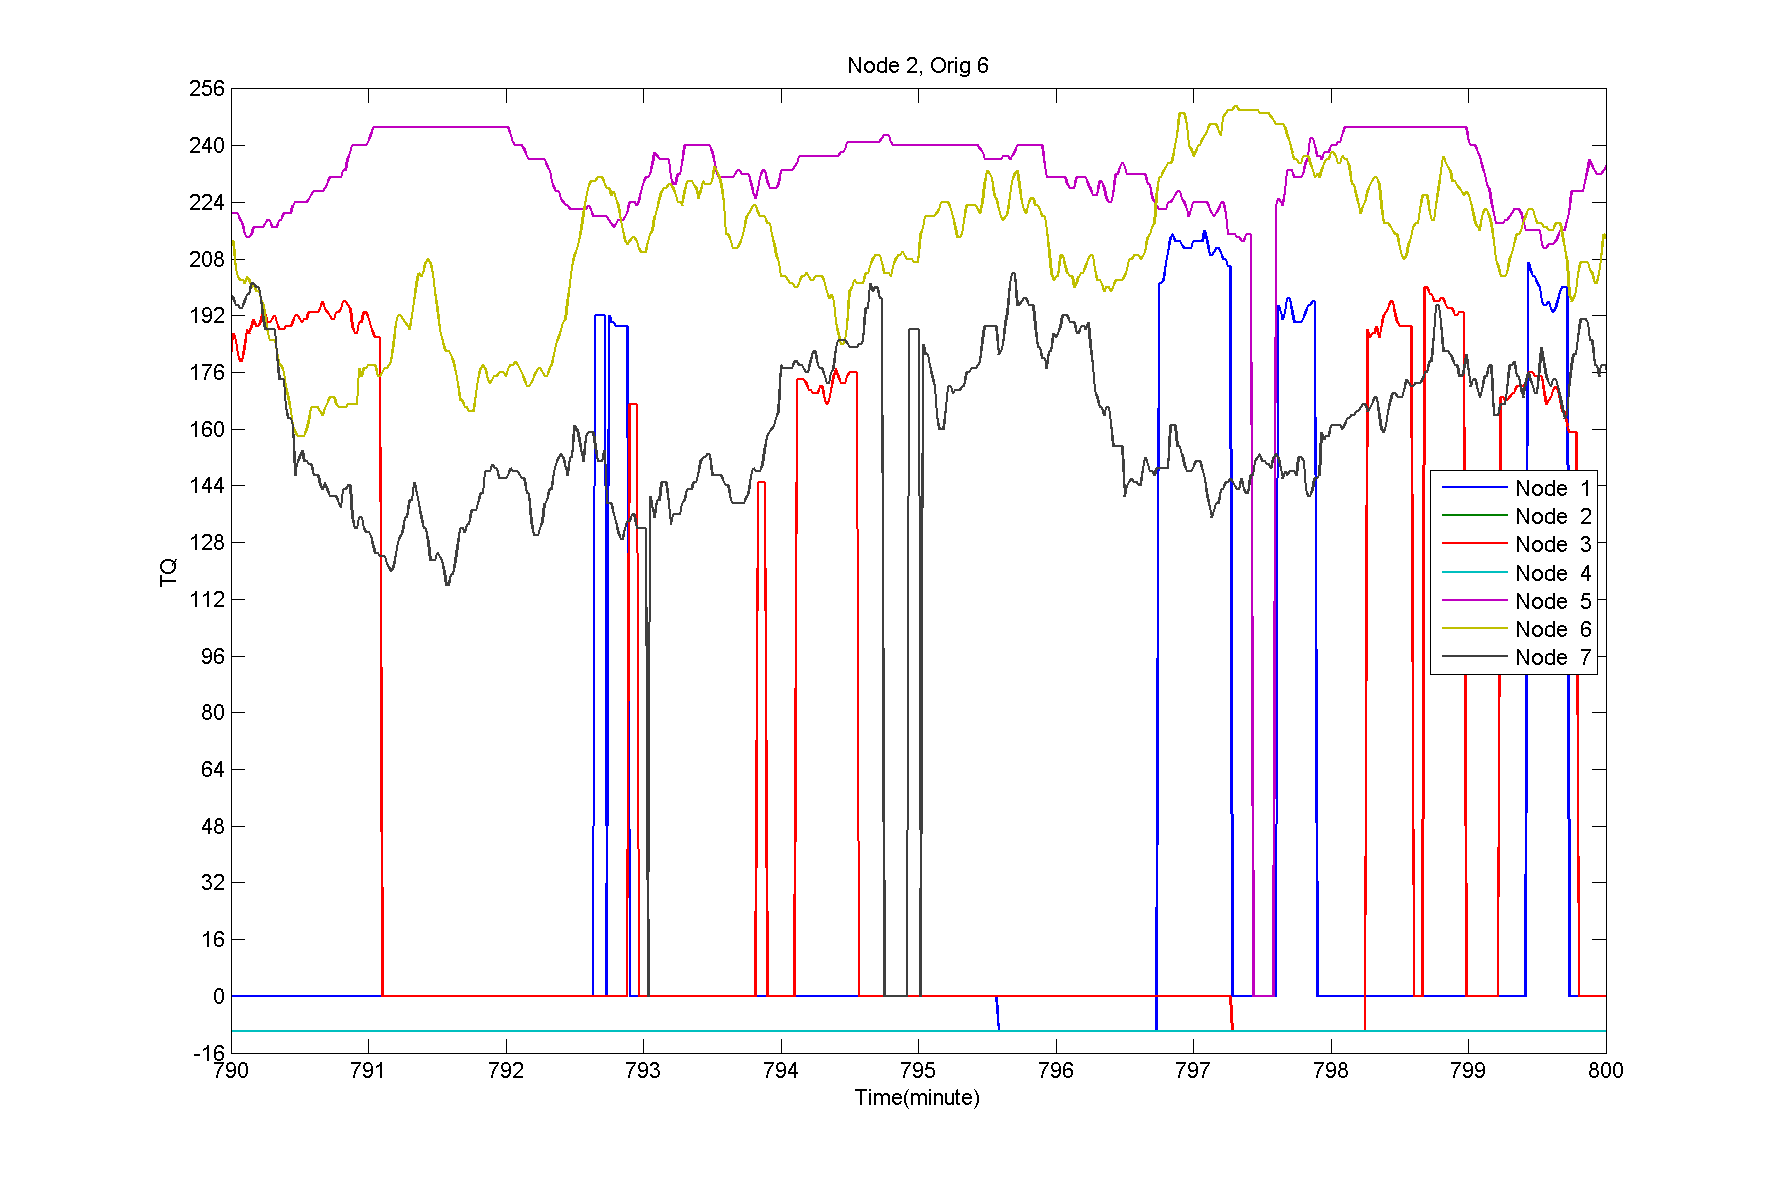 Node 2, Orig 6
256
240
224
208
192
176
160
144
128
112
96
80
64
48
32
16
0
-16
TQ
Node 1
Node 2
Node 3
Node 4
Node 5
Node 6
Node 7
790 791 792 793 794 795 796 797 798 799 800
Time(minute)